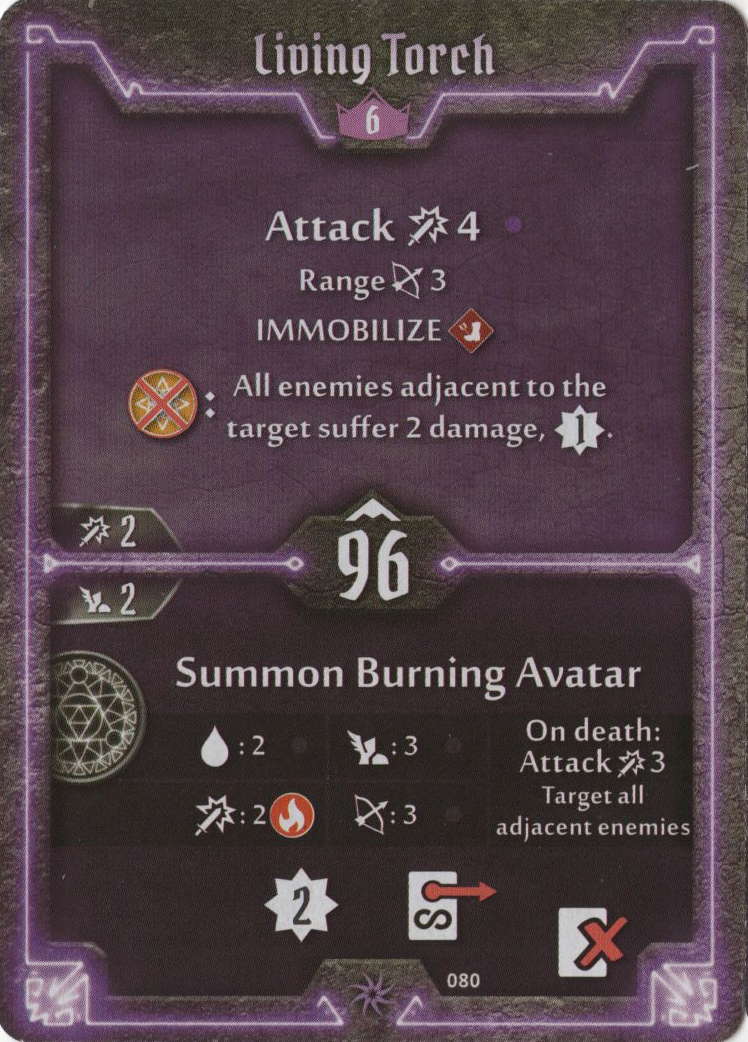 Living Torch
6
Attack 4
Range 3
IMMOBILIZE
: All enemies adjacent to the
target suffer 2 damage, 1.
2
96
2
Summon Burning Avatar
: 2 : 3 On death:
Attack 3
: 2 : 3 Target all
adjacent enemies
2
080